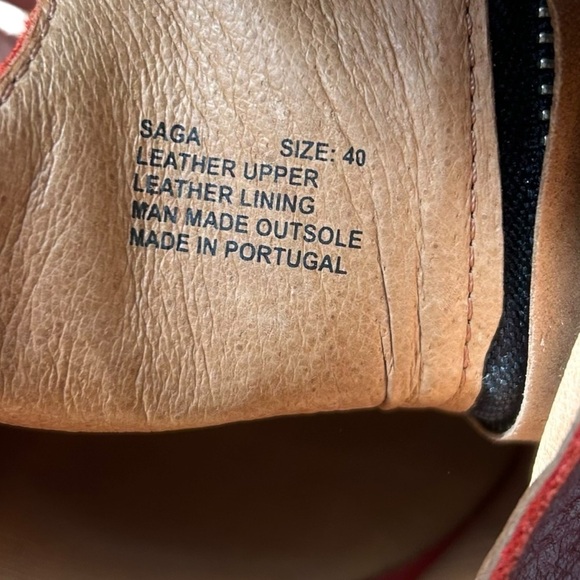 SAGA SIZE: 40
LEATHER UPPER
LEATHER LINING
MAN MADE OUTSOLE
MADE IN PORTUGAL